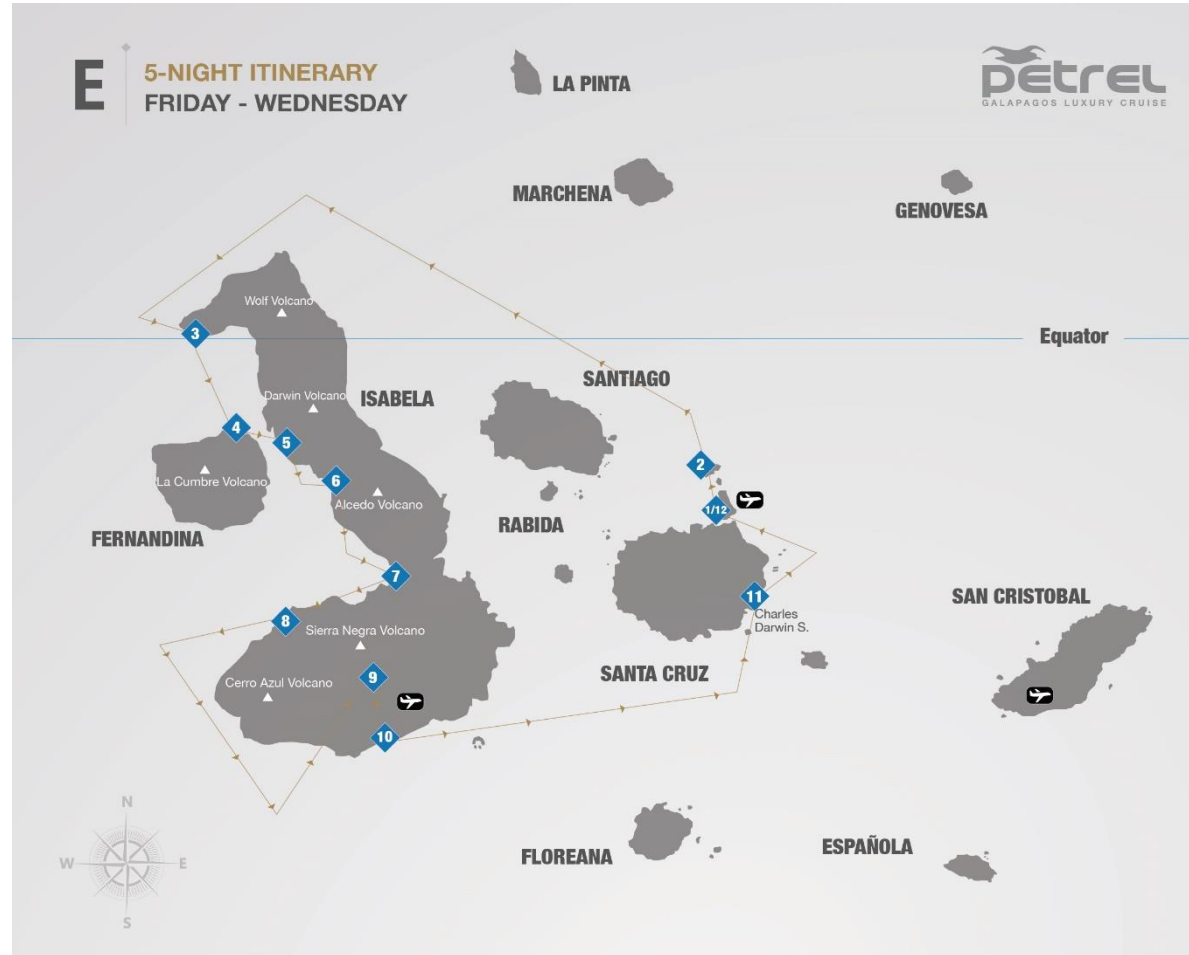 E
5-NIGHT ITINERARY
FRIDAY - WEDNESDAY
petrel
GALAPAGOS LUXURY CRUISE
LA PINTA
MARCHENA
GENOVESA
Wolf Volcano
3
Equator
SANTIAGO
Darwin Volcano
ISABELA
4
5
2
6
La Cumbre Volcano
Alcedo Volcano
1/12
RABIDA
FERNANDINA
7
11
SAN CRISTOBAL
Charles
Darwin S.
8
Sierra Negra Volcano
SANTA CRUZ
9
Cerro Azul Volcano
10
N
W
E
S
FLOREANA
ESPAÑOLA